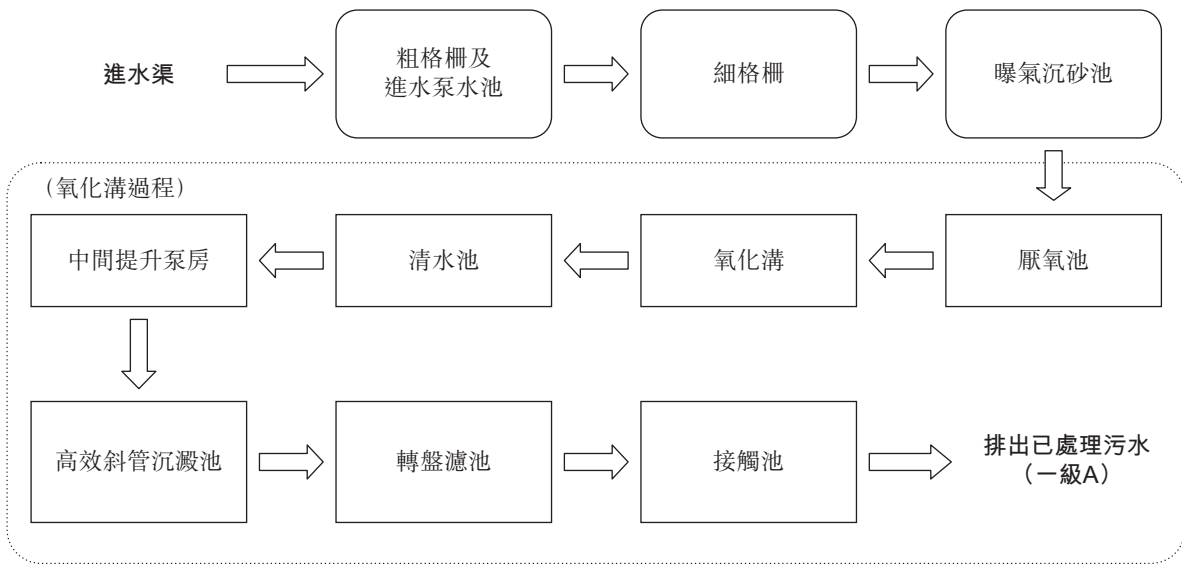 進水渠
粗格柵及
進水泵水池
細格柵
曝氣沉砂池
（氧化溝過程）
厭氧池
氧化溝
清水池
中間提升泵房
高效斜管沉澱池
轉盤濾池
接觸池
排出已處理污水
（一級A）